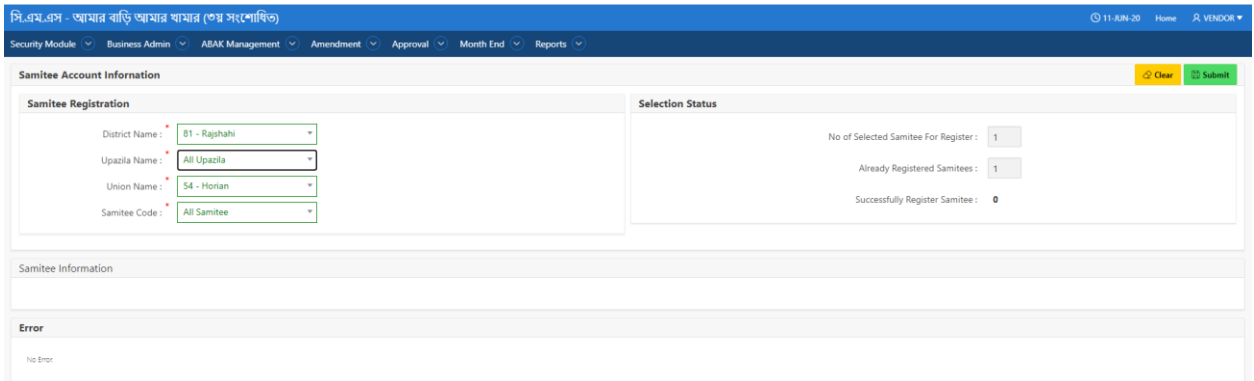 সি.এম.এস - আমার বাড়ি আমার খামার (৩য় সংশোধিত)
11-JUN-20 Home VENDOR
Security Module Business Admin ABAK Management Amendment Approval Month End Reports
Samitee Account Infornation
Clear Submit
Samitee Registration
District Name : * 81 - Rajshahi
Upazila Name : * All Upazila
Union Name : * 54 - Horian
Samitee Code : * All Samitee
Selection Status
No of Selected Samitee For Register : 1
Already Registered Samitees : 1
Successfully Register Samitee : 0
Samitee Information
Error
No Error.